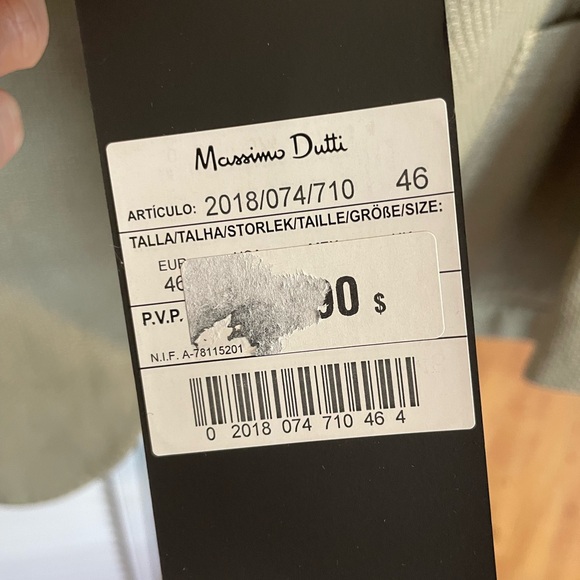 Massimo Dutti
ARTÍCULO: 2018/074/710 46
TALLA/TALHA/STORLEK/TAILLE/GRÖßE/SIZE:
EUR
46
P.V.P. 90 $
N.I.F. A-78115201
0 2018 074 710 46 4